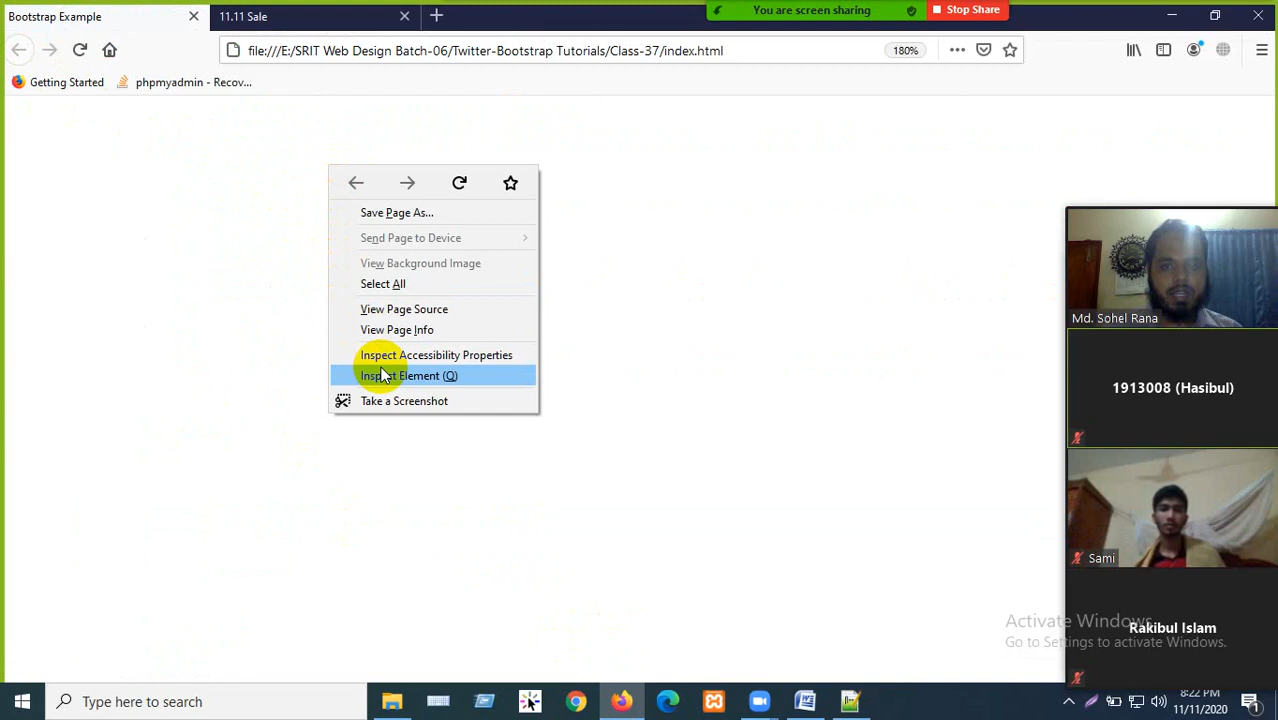 Bootstrap Example
11.11 Sale
You are screen sharing
Stop Share
file:///E:/SRIT Web Design Batch-06/Twitter-Bootstrap Tutorials/Class-37/index.html
180%
Getting Started
phpmyadmin - Recov...
Save Page As...
Send Page to Device
View Background Image
Select All
View Page Source
View Page Info
Inspect Accessibility Properties
Inspect Element (Q)
Take a Screenshot
Md. Sohel Rana
1913008 (Hasibul)
Sami
Activate Windows
Go to Settings to activate Windows.
Rakibul Islam
Type here to search
8:22 PM
11/11/2020
1